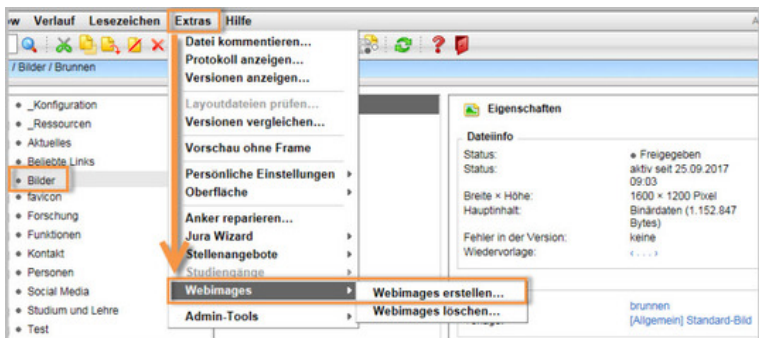 w Verlauf Lesezeichen Extras Hilfe
/ Bilder / Brunnen
_Konfiguration
_Ressourcen
Aktuelles
Beliebte Links
Bilder
favicon
Forschung
Funktionen
Kontakt
Personen
Social Media
Studium und Lehre
Test
Datei kommentieren...
Protokoll anzeigen...
Versionen anzeigen...
Layoutdateien prüfen...
Versionen vergleichen...
Vorschau ohne Frame
Persönliche Einstellungen
Oberfläche
Anker reparieren...
Jura Wizard
Stellenangebote
Studiengänge
Webimages
Admin-Tools
Webimages erstellen...
Webimages löschen...
Eigenschaften
Dateiinfo
Status: Freigegeben
Status: aktiv seit 25.09.2017
09:03
Breite × Höhe: 1600 × 1200 Pixel
Hauptinhalt: Binärdaten (1.152.847
Bytes)
Fehler in der Version: keine
Wiedervorlage: ‹ . . . ›
brunnen
[Allgemein] Standard-Bild